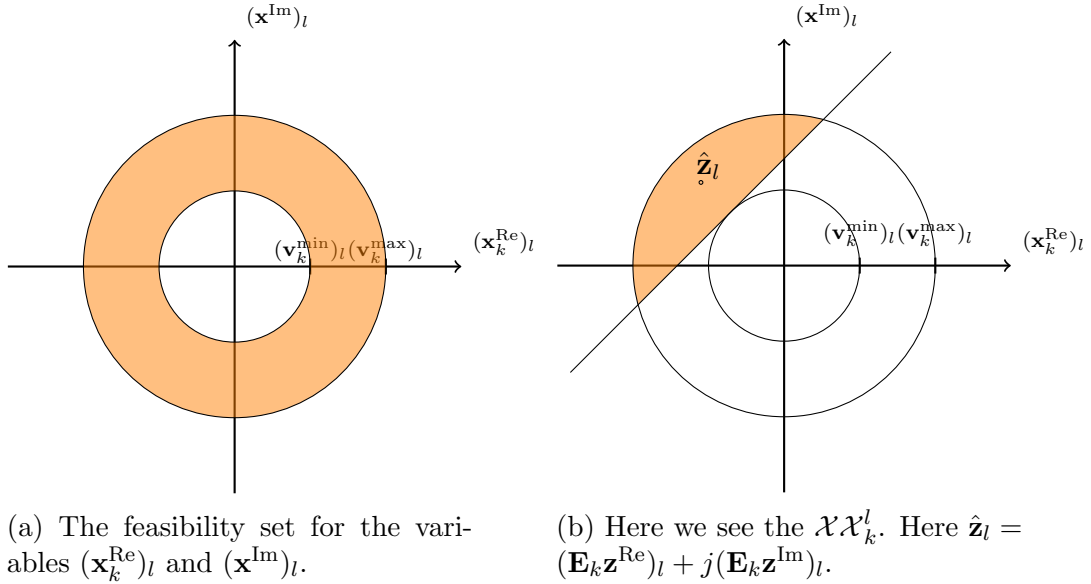 (x^Im)_l
(v_k^min)_l (v_k^max)_l
(x_k^Re)_l
(a) The feasibility set for the vari-
ables (x_k^Re)_l and (x^Im)_l.
(x^Im)_l
ẑ_l
(v_k^min)_l (v_k^max)_l
(x_k^Re)_l
(b) Here we see the 𝒳𝒳_k^l. Here ẑ_l =
(E_k z^Re)_l + j(E_k z^Im)_l.